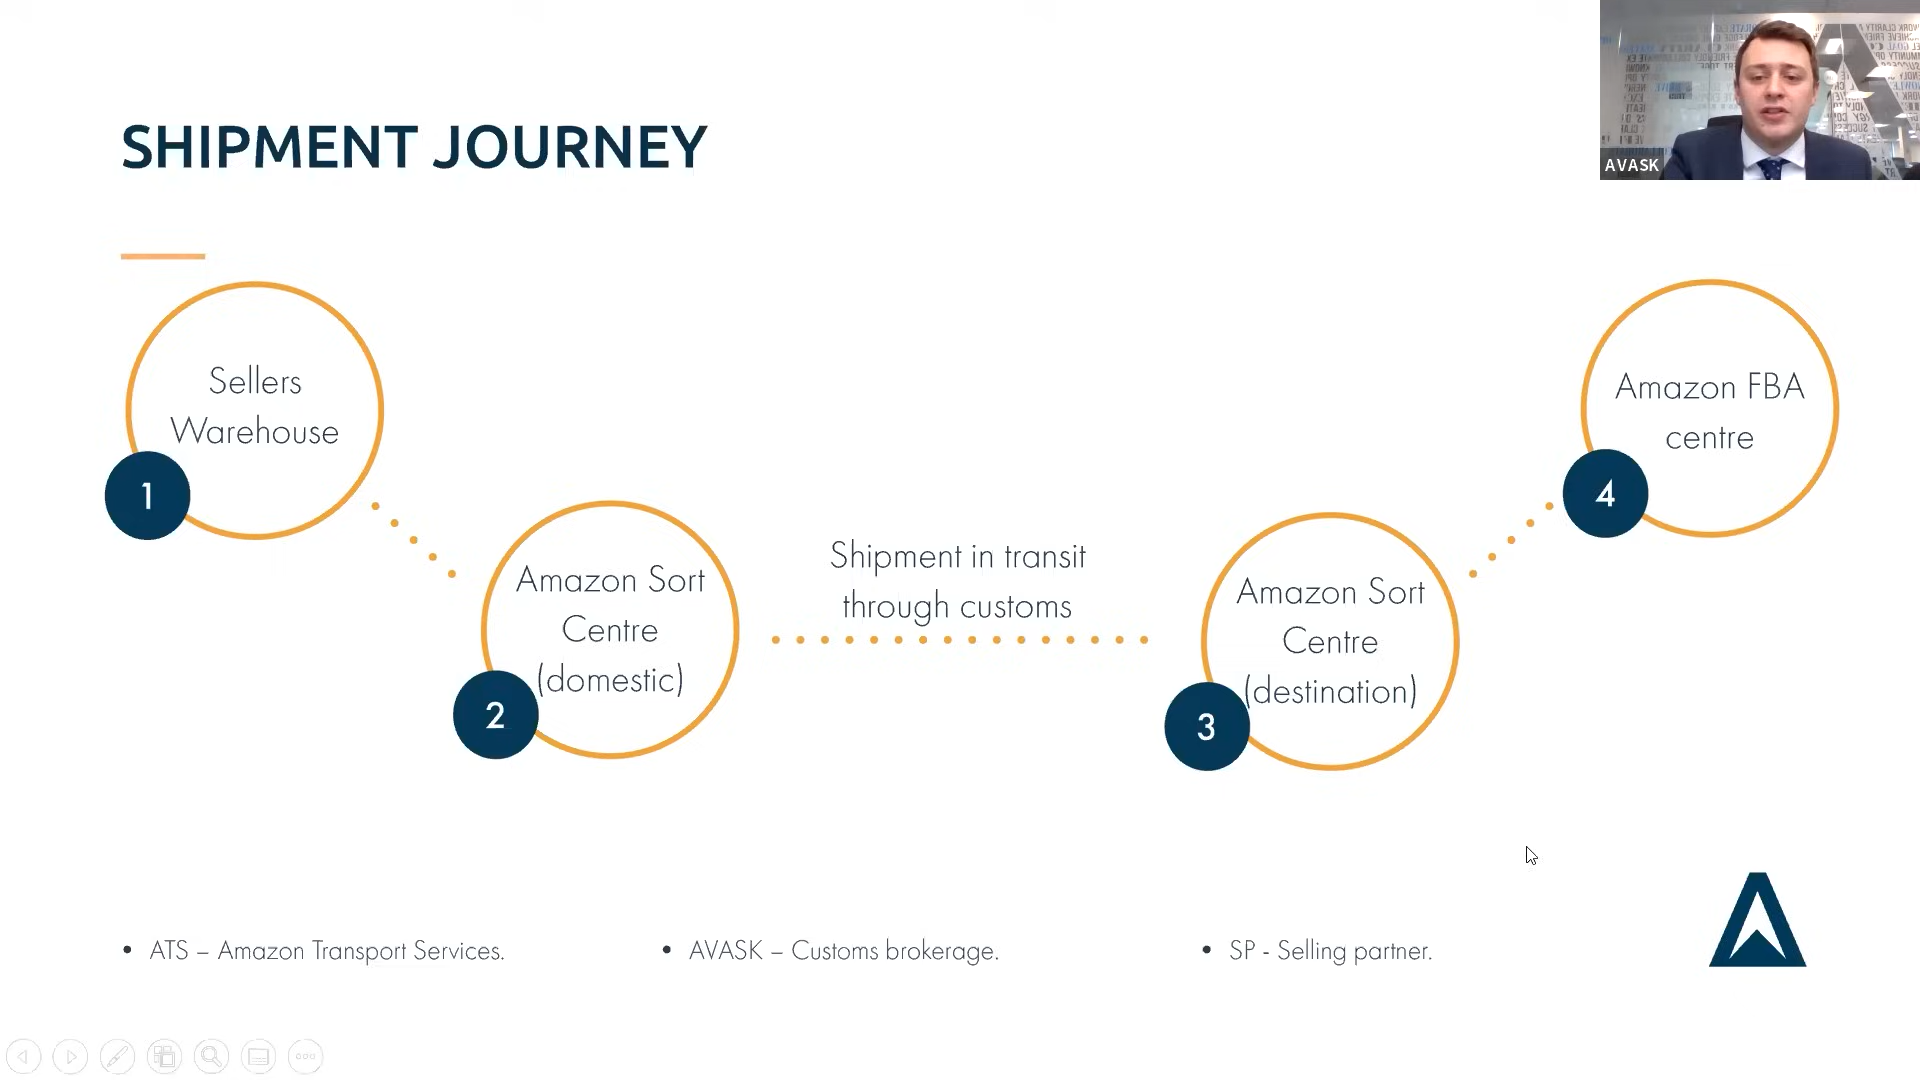 SHIPMENT JOURNEY
AVASK
Sellers
Warehouse
1
Amazon Sort
Centre
(domestic)
2
Shipment in transit
through customs
Amazon Sort
Centre
(destination)
3
Amazon FBA
centre
4
• ATS – Amazon Transport Services.
• AVASK – Customs brokerage.
• SP - Selling partner.